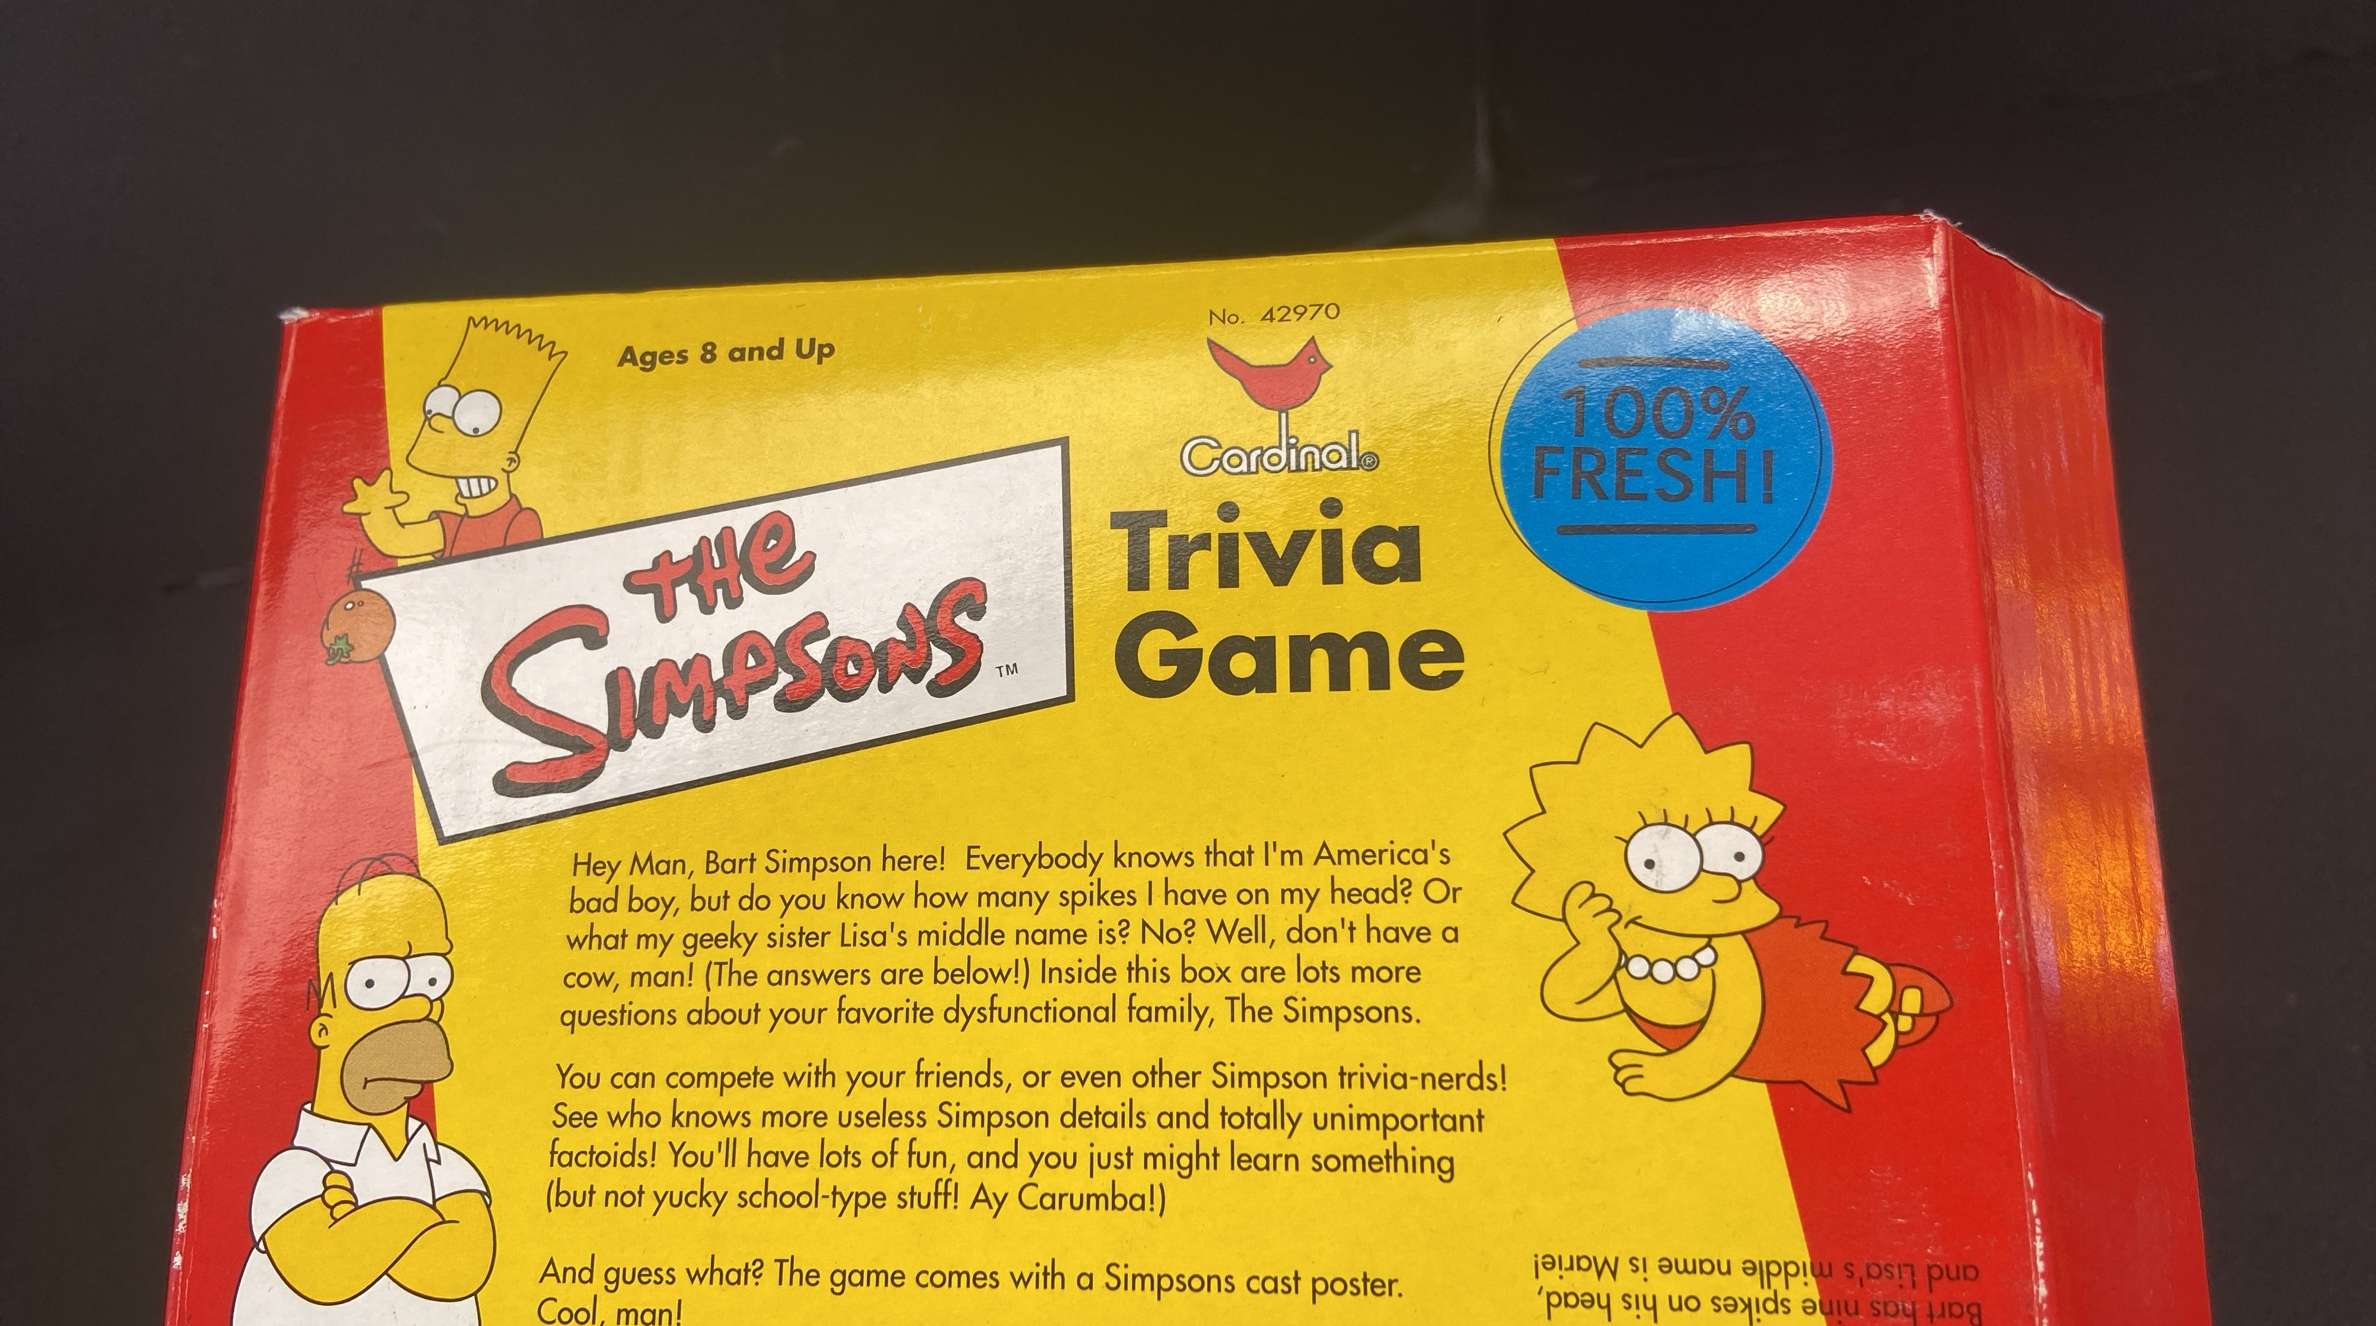 No. 42970
Ages 8 and Up
Cardinal®
100%
FRESH!
THE
SIMPSONS
TM
Trivia
Game
Hey Man, Bart Simpson here! Everybody knows that I'm America's
bad boy, but do you know how many spikes I have on my head? Or
what my geeky sister Lisa's middle name is? No? Well, don't have a
cow, man! (The answers are below!) Inside this box are lots more
questions about your favorite dysfunctional family, The Simpsons.
You can compete with your friends, or even other Simpson trivia-nerds!
See who knows more useless Simpson details and totally unimportant
factoids! You'll have lots of fun, and you just might learn something
(but not yucky school-type stuff! Ay Carumba!)
And guess what? The game comes with a Simpsons cast poster.
Cool, man!
Bart has nine spikes on his head,
and Lisa's middle name is Marie!